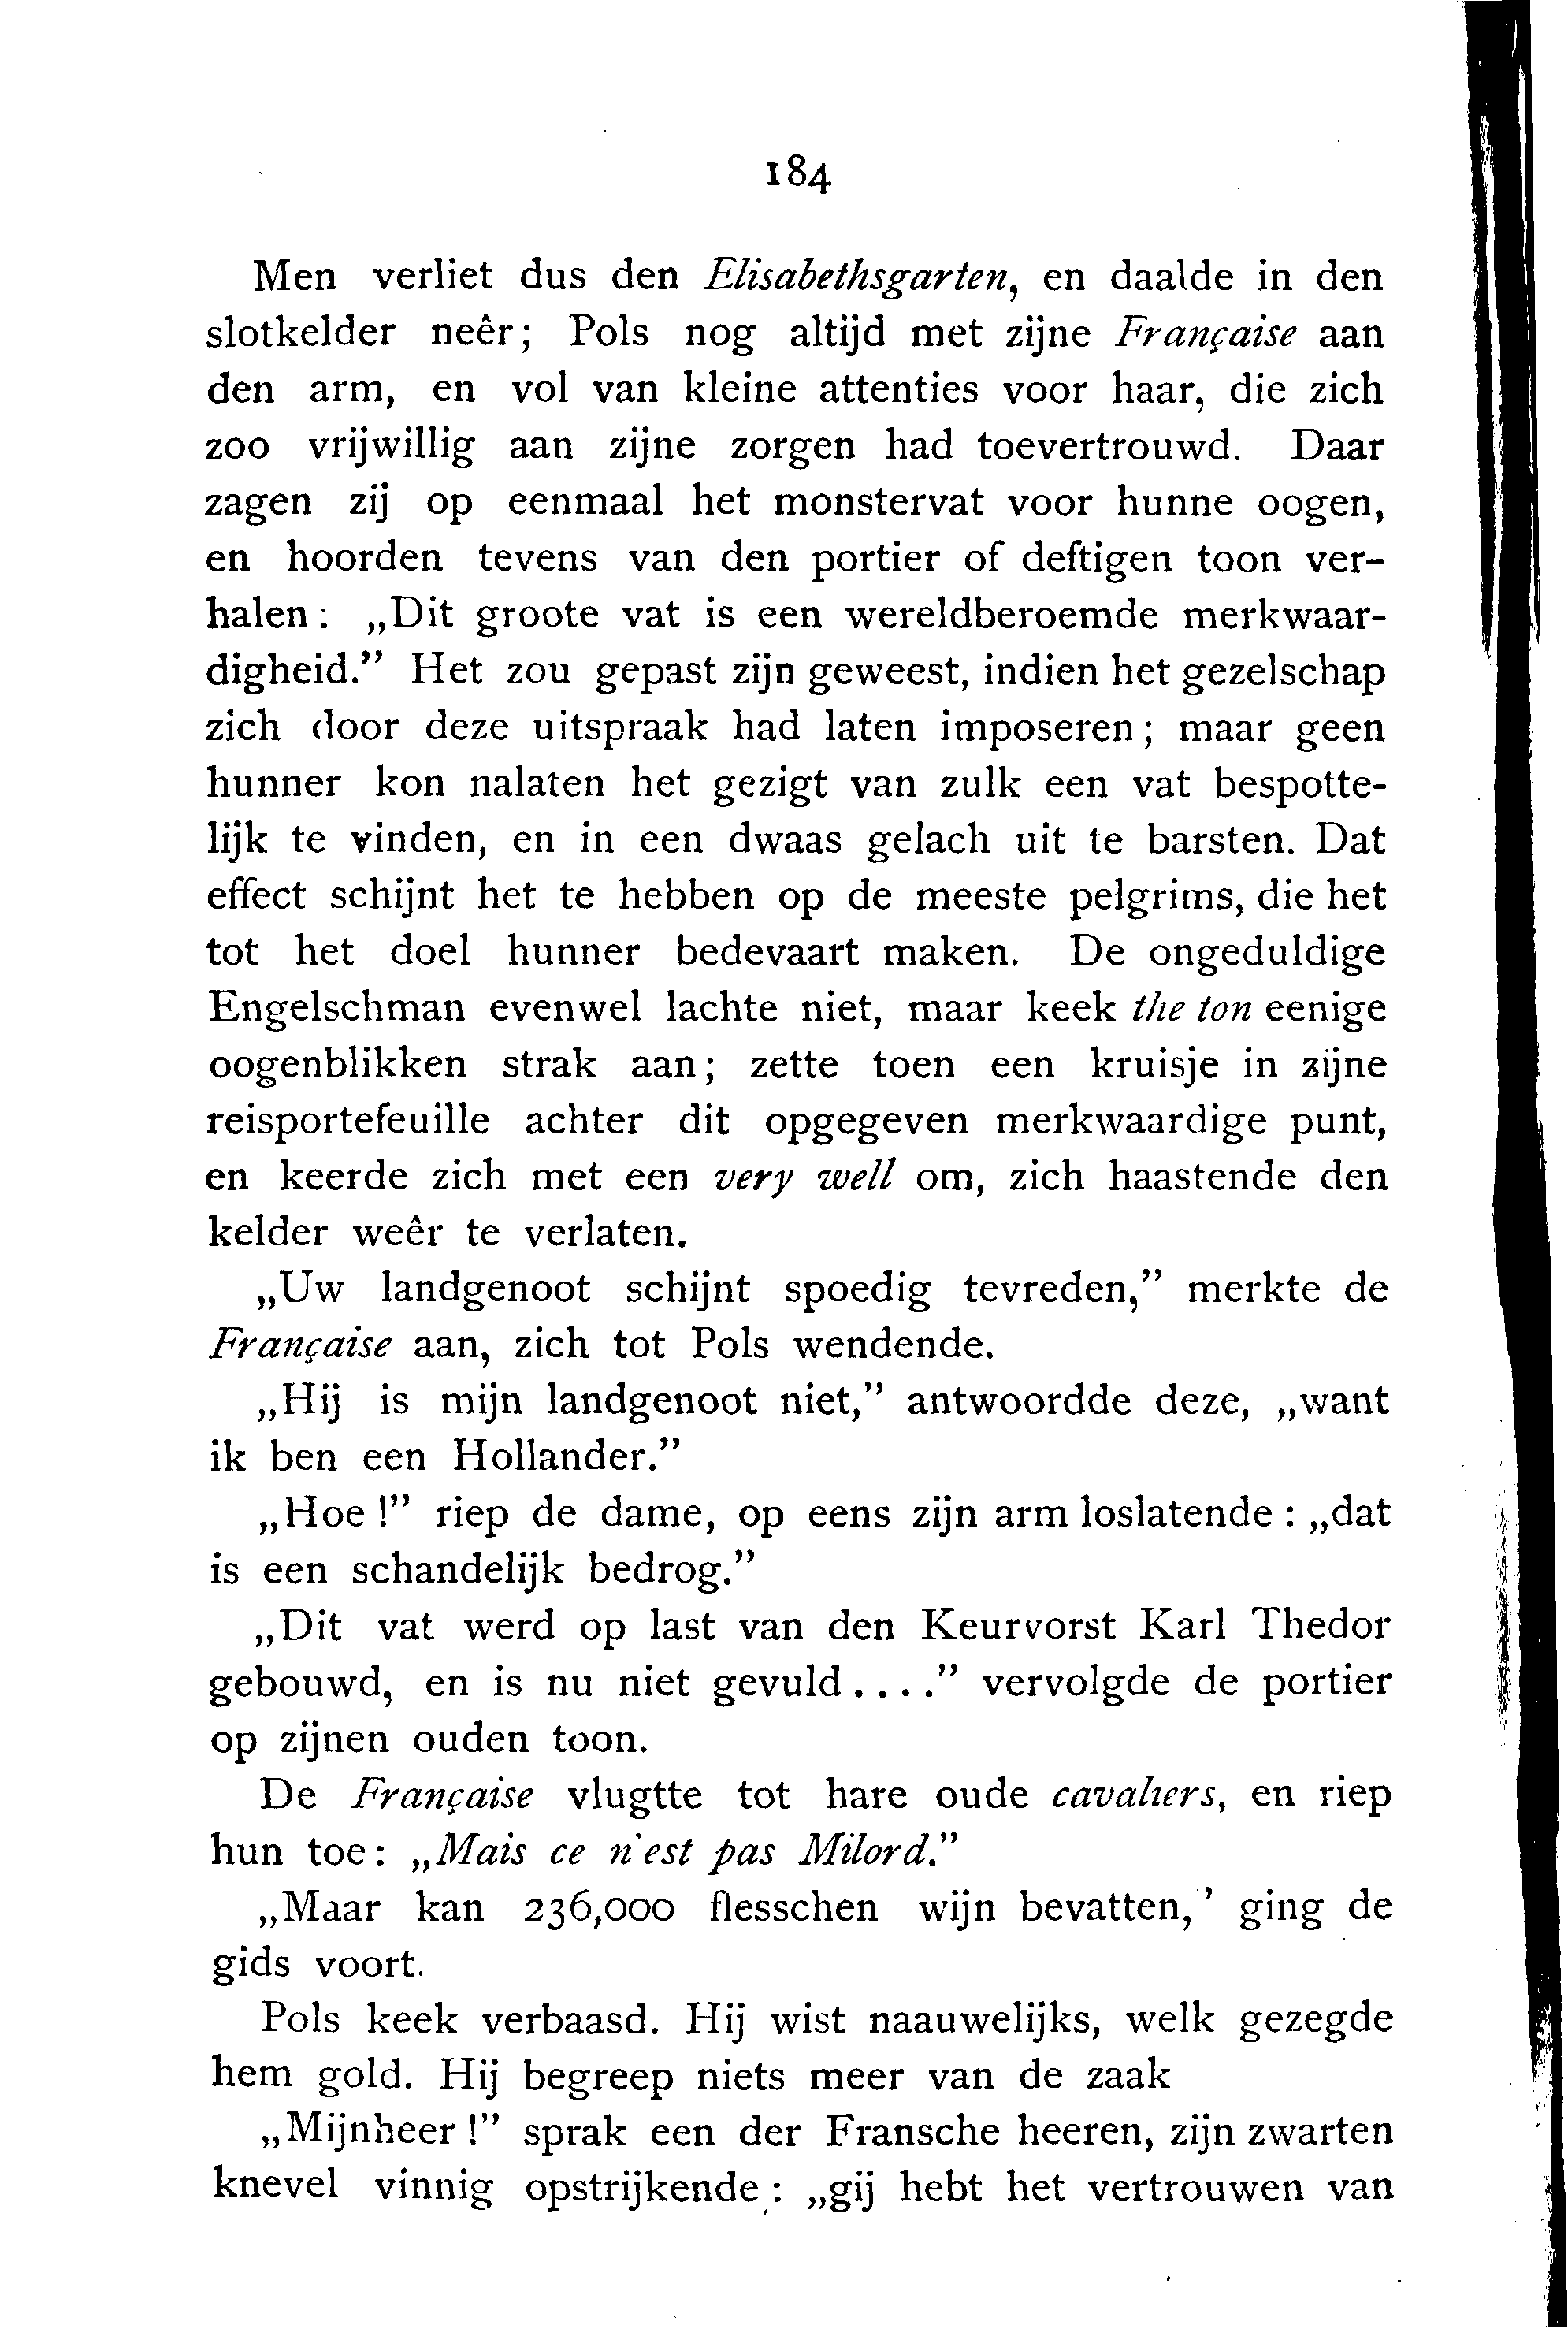 184
Men verliet dus den Elisabethsgarten, en daalde in den
slotkelder neêr; Pols nog altijd met zijne Française aan
den arm, en vol van kleine attenties voor haar, die zich
zoo vrijwillig aan zijne zorgen had toevertrouwd. Daar
zagen zij op eenmaal het monstervat voor hunne oogen,
en hoorden tevens van den portier of deftigen toon ver-
halen: „Dit groote vat is een wereldberoemde merkwaar-
digheid.” Het zou gepast zijn geweest, indien het gezelschap
zich door deze uitspraak had laten imposeren; maar geen
hunner kon nalaten het gezigt van zulk een vat bespotte-
lijk te vinden, en in een dwaas gelach uit te barsten. Dat
effect schijnt het te hebben op de meeste pelgrims, die het
tot het doel hunner bedevaart maken. De ongeduldige
Engelschman evenwel lachte niet, maar keek the ton eenige
oogenblikken strak aan; zette toen een kruisje in zijne
reisportefeuille achter dit opgegeven merkwaardige punt,
en keerde zich met een very well om, zich haastende den
kelder weêr te verlaten.
„Uw landgenoot schijnt spoedig tevreden,” merkte de
Française aan, zich tot Pols wendende.
„Hij is mijn landgenoot niet,” antwoordde deze, „want
ik ben een Hollander.”
„Hoe!” riep de dame, op eens zijn arm loslatende: „dat
is een schandelijk bedrog.”
„Dit vat werd op last van den Keurvorst Karl Thedor
gebouwd, en is nu niet gevuld....” vervolgde de portier
op zijnen ouden toon.
De Française vlugtte tot hare oude cavaliers, en riep
hun toe: „Mais ce n'est pas Milord.”
„Maar kan 236,000 flesschen wijn bevatten,’ ging de
gids voort.
Pols keek verbaasd. Hij wist naauwelijks, welk gezegde
hem gold. Hij begreep niets meer van de zaak
„Mijnheer!” sprak een der Fransche heeren, zijn zwarten
knevel vinnig opstrijkende: „gij hebt het vertrouwen van